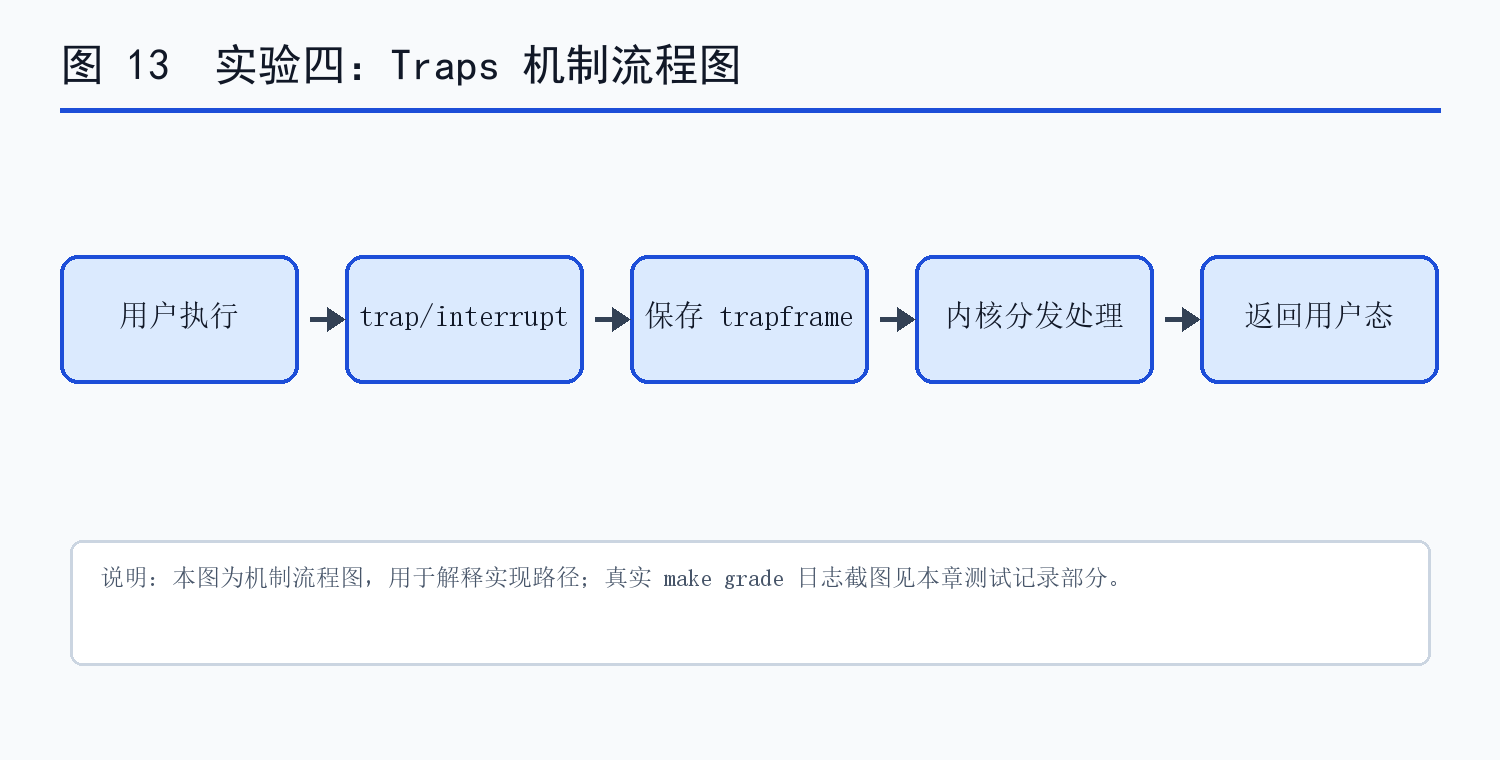 图 13 实验四：Traps 机制流程图
用户执行
trap/interrupt
保存 trapframe
内核分发处理
返回用户态
说明：本图为机制流程图，用于解释实现路径；真实 make grade 日志截图见本章测试记录部分。